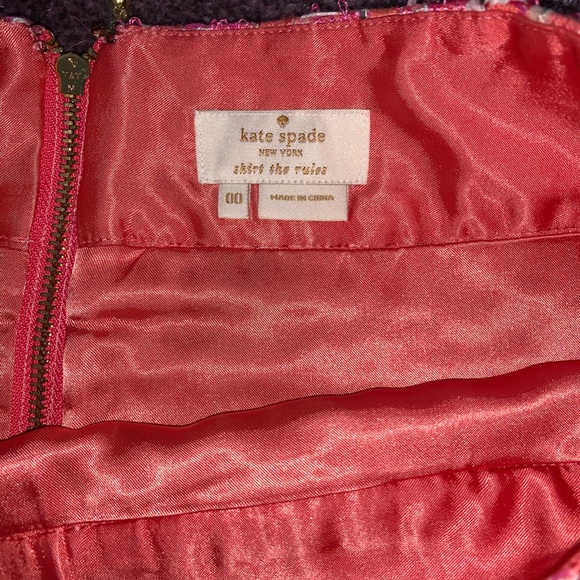 kate spade
NEW YORK
skirt the rules
00
MADE IN CHINA